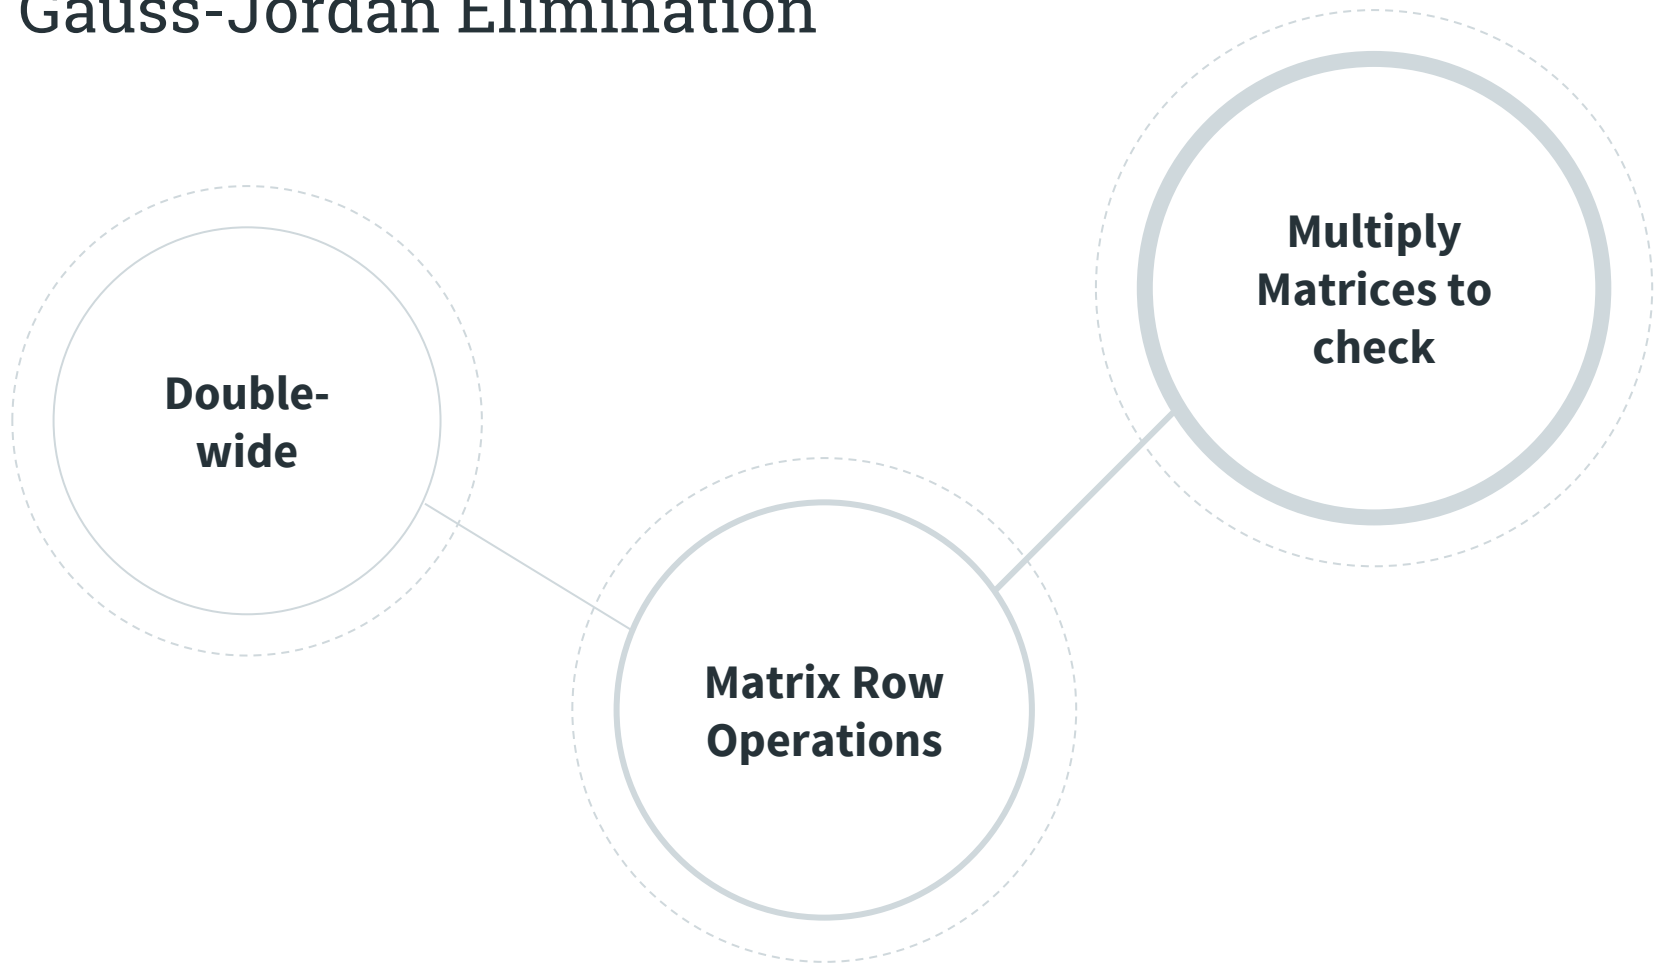 Gauss-Jordan Elimination
Double-
wide
Matrix Row
Operations
Multiply
Matrices to
check